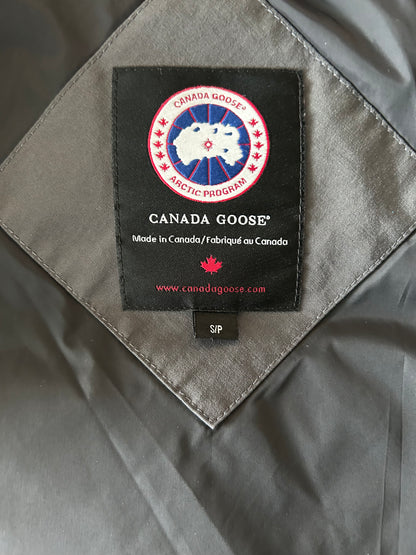 CANADA GOOSE®
ARCTIC PROGRAM
CANADA GOOSE®
Made in Canada/Fabriqué au Canada
www.canadagoose.com
S/P